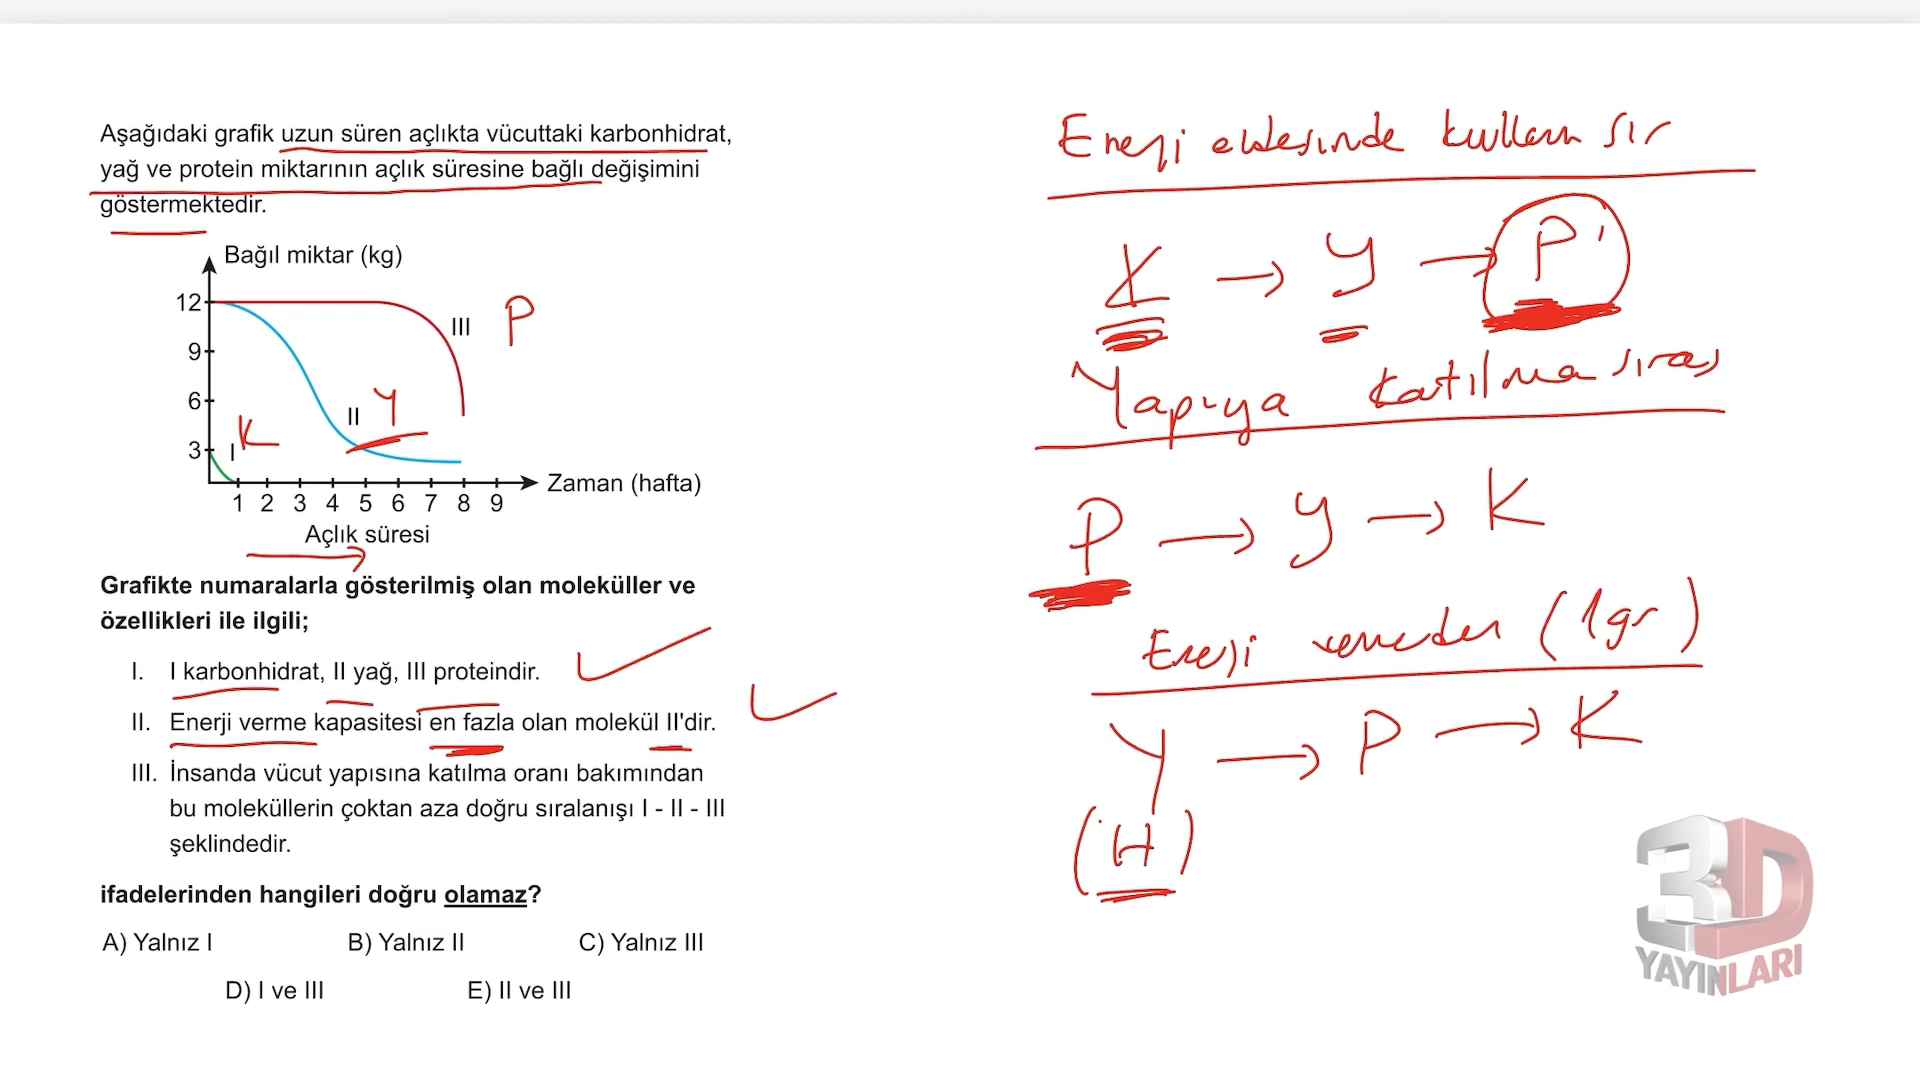 Aşağıdaki grafik uzun süren açlıkta vücuttaki karbonhidrat,
yağ ve protein miktarının açlık süresine bağlı değişimini
göstermektedir.
Bağıl miktar (kg)
12
9
6
3
III P
II Y
I K
1 2 3 4 5 6 7 8 9
Zaman (hafta)
Açlık süresi
Grafikte numaralarla gösterilmiş olan moleküller ve
özellikleri ile ilgili;
I. I karbonhidrat, II yağ, III proteindir.
II. Enerji verme kapasitesi en fazla olan molekül II'dir.
III. İnsanda vücut yapısına katılma oranı bakımından
bu moleküllerin çoktan aza doğru sıralanışı I - II - III
şeklindedir.
ifadelerinden hangileri doğru olamaz?
A) Yalnız I B) Yalnız II C) Yalnız III
D) I ve III E) II ve III
Enerji eldesinde kullanım sır
K → Y → P
Yapıya katılma sırası
P → Y → K
Enerji (1gr)
Y → P → K
(H)
3D
YAYINLARI